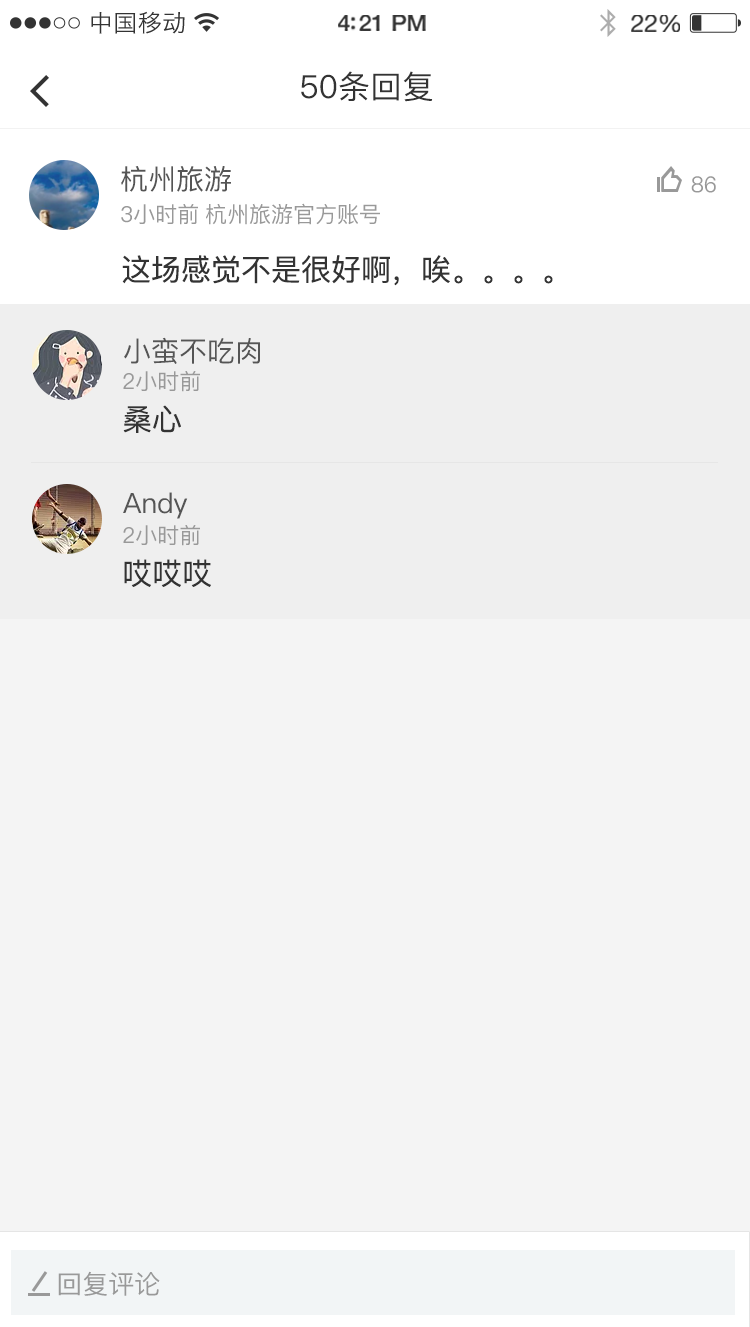 中国移动 4:21 PM 22%
50条回复
杭州旅游 86
3小时前 杭州旅游官方账号
这场感觉不是很好啊，唉。。。。
小蛮不吃肉
2小时前
桑心
Andy
2小时前
哎哎哎
回复评论